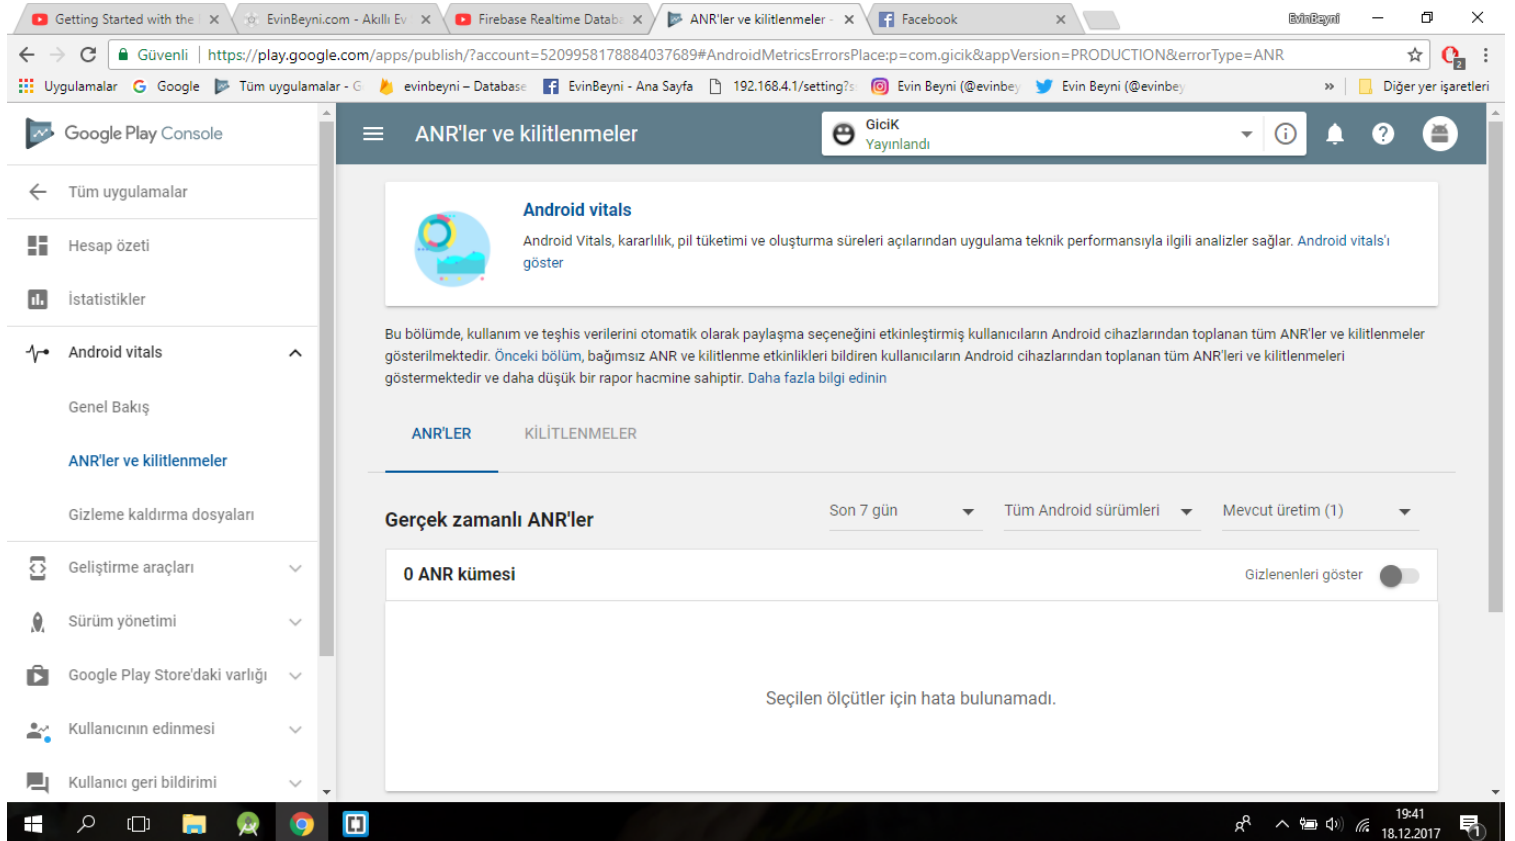 Getting Started with the
EvinBeyni.com - Akıllı Ev
Firebase Realtime Datab
ANR'ler ve kilitlenmeler -
Facebook
EvinBeyni
Güvenli
https://play.google.com/apps/publish/?account=5209958178884037689#AndroidMetricsErrorsPlace:p=com.gicik&appVersion=PRODUCTION&errorType=ANR
2
Uygulamalar
Google
Tüm uygulamalar - G
evinbeyni – Database
EvinBeyni - Ana Sayfa
192.168.4.1/setting?s
Evin Beyni (@evinbey
Evin Beyni (@evinbey
»
Diğer yer işaretleri
Google Play Console
ANR'ler ve kilitlenmeler
GiciK
Yayınlandı
Tüm uygulamalar
Hesap özeti
İstatistikler
Android vitals
Genel Bakış
ANR'ler ve kilitlenmeler
Gizleme kaldırma dosyaları
Geliştirme araçları
Sürüm yönetimi
Google Play Store'daki varlığı
Kullanıcının edinmesi
Kullanıcı geri bildirimi
Android vitals
Android Vitals, kararlılık, pil tüketimi ve oluşturma süreleri açılarından uygulama teknik performansıyla ilgili analizler sağlar. Android vitals'ı
göster
Bu bölümde, kullanım ve teşhis verilerini otomatik olarak paylaşma seçeneğini etkinleştirmiş kullanıcıların Android cihazlarından toplanan tüm ANR'ler ve kilitlenmeler
gösterilmektedir. Önceki bölüm, bağımsız ANR ve kilitlenme etkinlikleri bildiren kullanıcıların Android cihazlarından toplanan tüm ANR'leri ve kilitlenmeleri
göstermektedir ve daha düşük bir rapor hacmine sahiptir. Daha fazla bilgi edinin
ANR'LER
KİLİTLENMELER
Gerçek zamanlı ANR'ler
Son 7 gün
Tüm Android sürümleri
Mevcut üretim (1)
0 ANR kümesi
Gizlenenleri göster
Seçilen ölçütler için hata bulunamadı.
19:41
18.12.2017
1